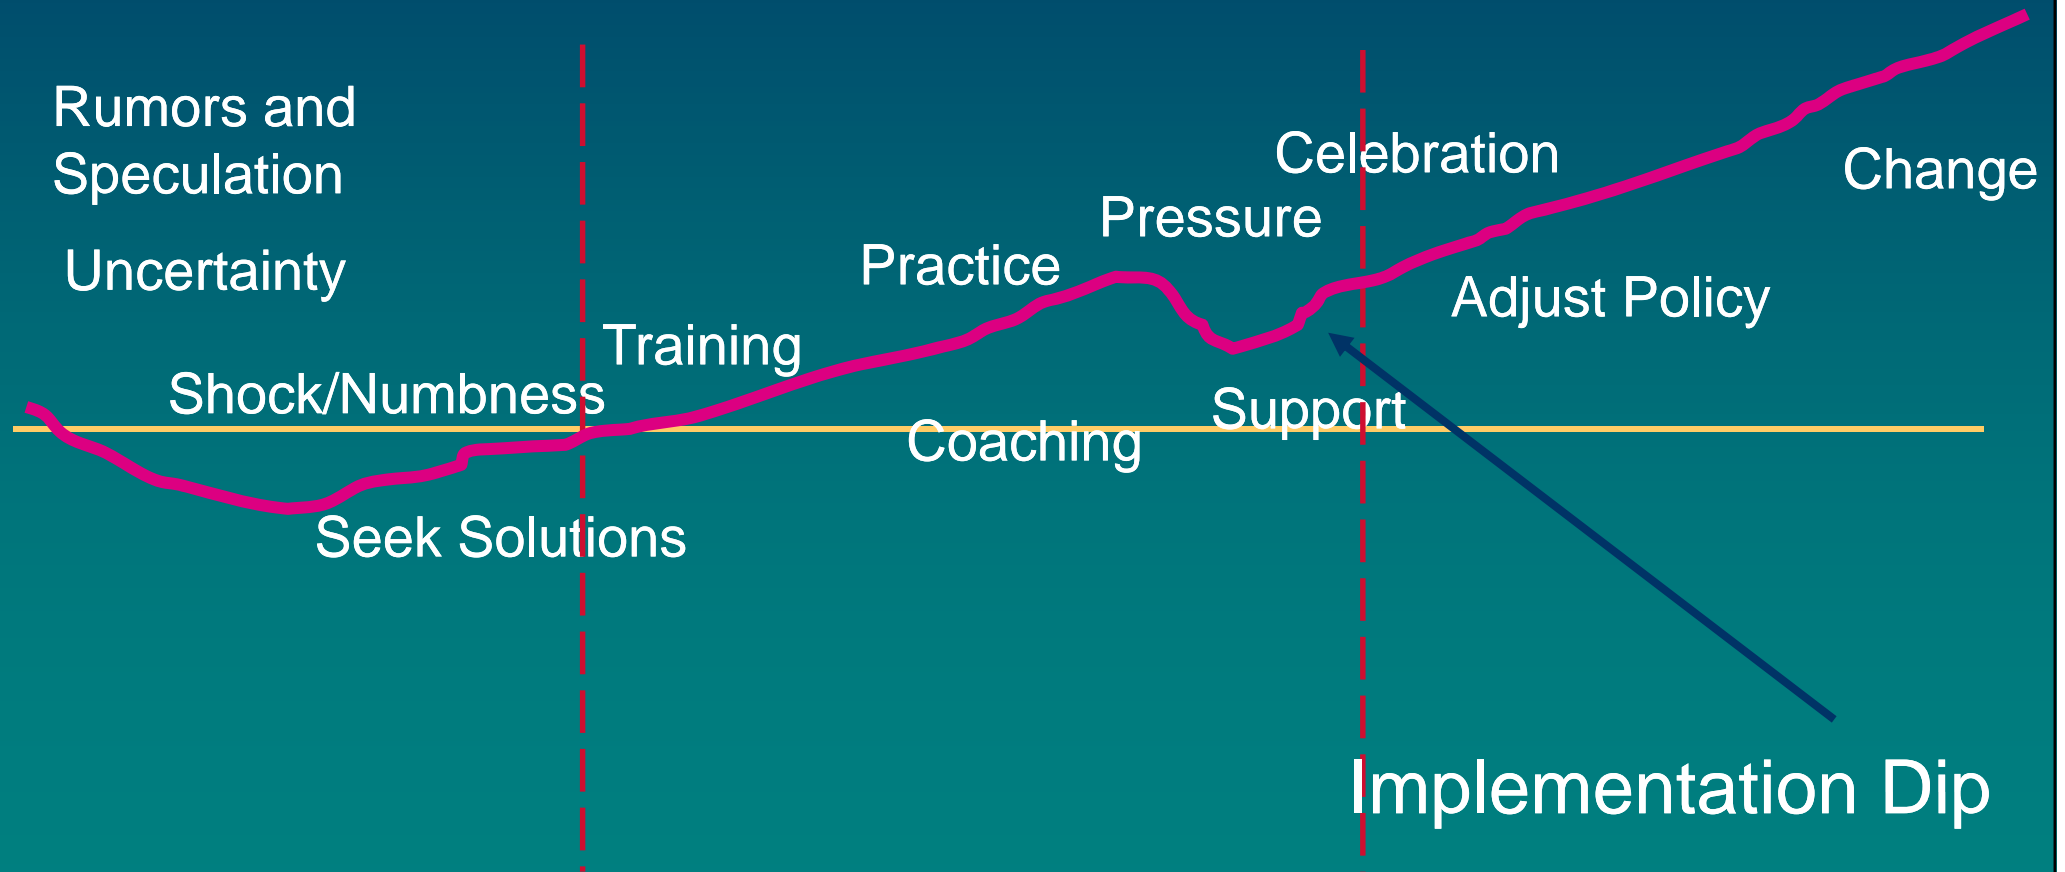 Rumors and
Speculation
Uncertainty
Shock/Numbness
Seek Solutions
Training
Practice
Coaching
Pressure
Support
Celebration
Adjust Policy
Change
Implementation Dip